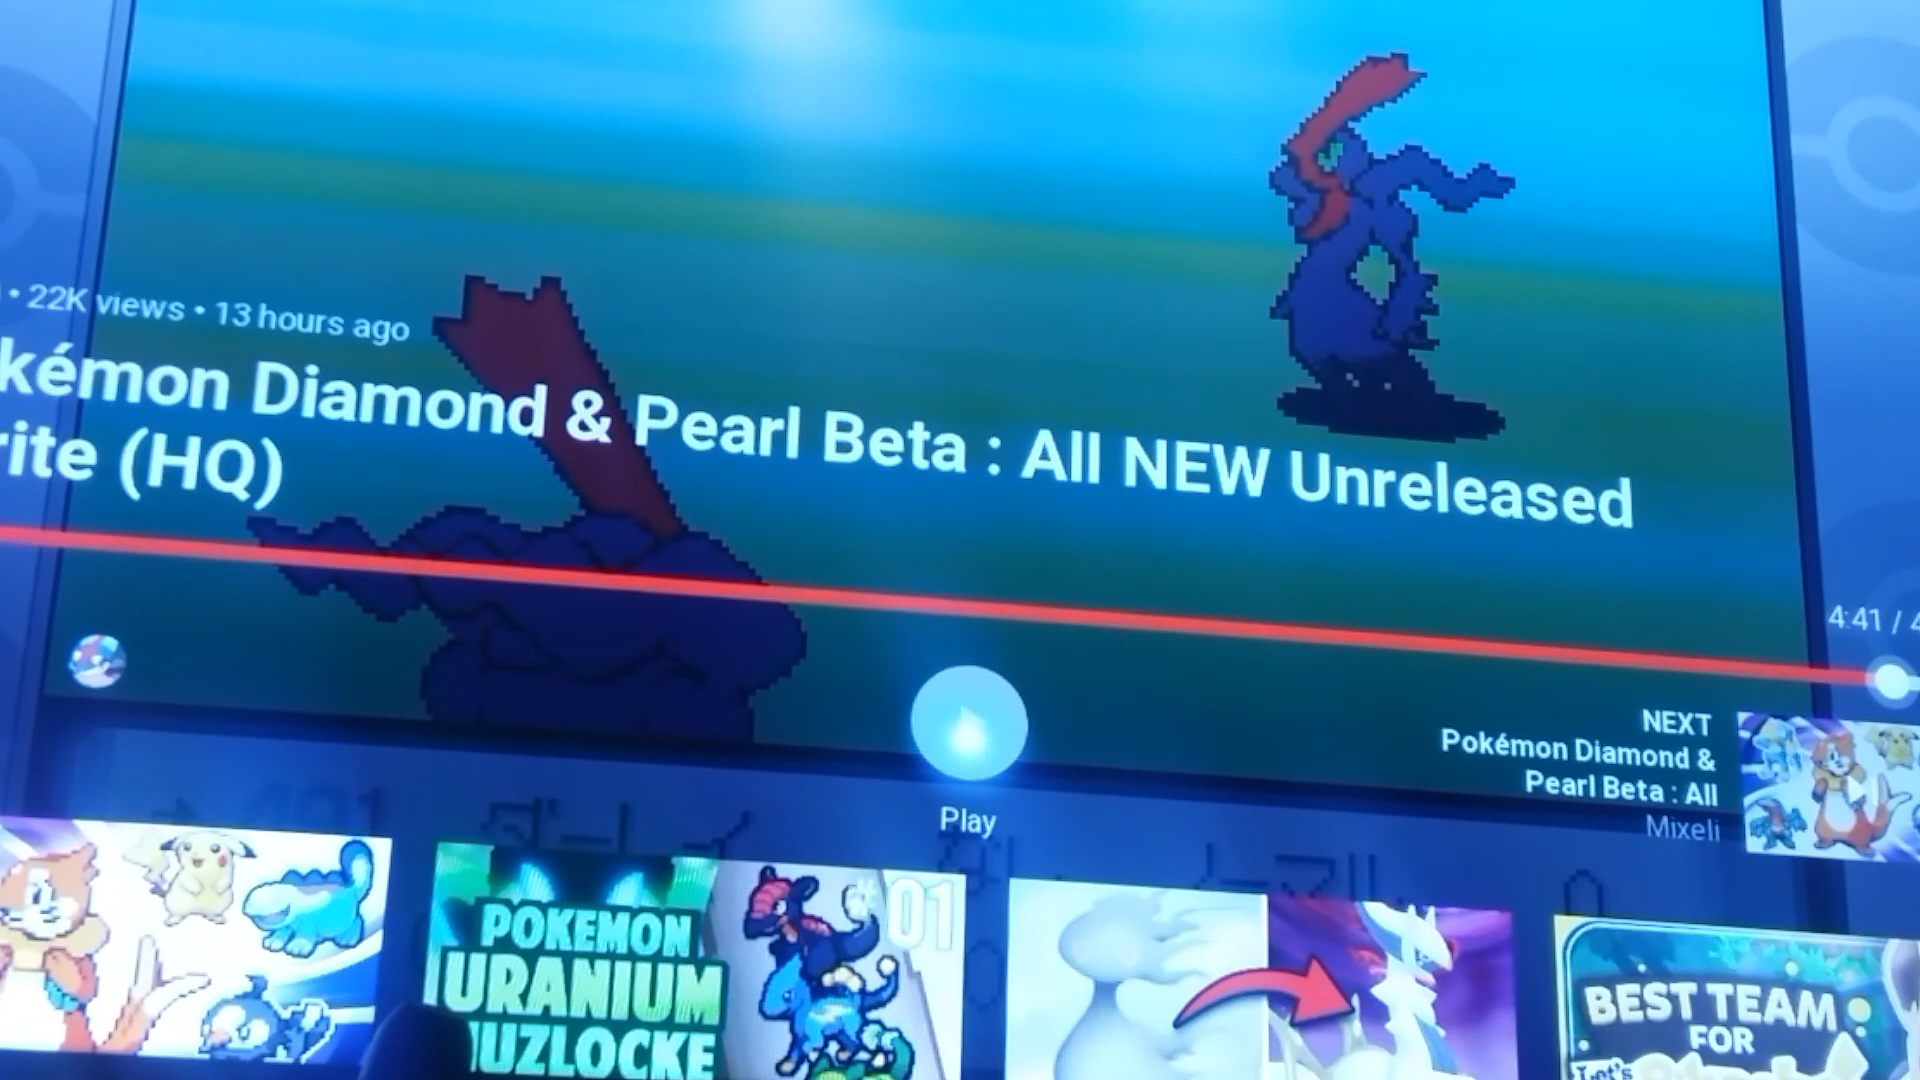 • 22K views • 13 hours ago
kémon Diamond & Pearl Beta : All NEW Unreleased
rite (HQ)
4:41 /
NEXT
Pokémon Diamond &
Pearl Beta : All
Mixeli
Play
POKEMON
URANIUM
UZLOCKE
01
BEST TEAM
FOR
Let's